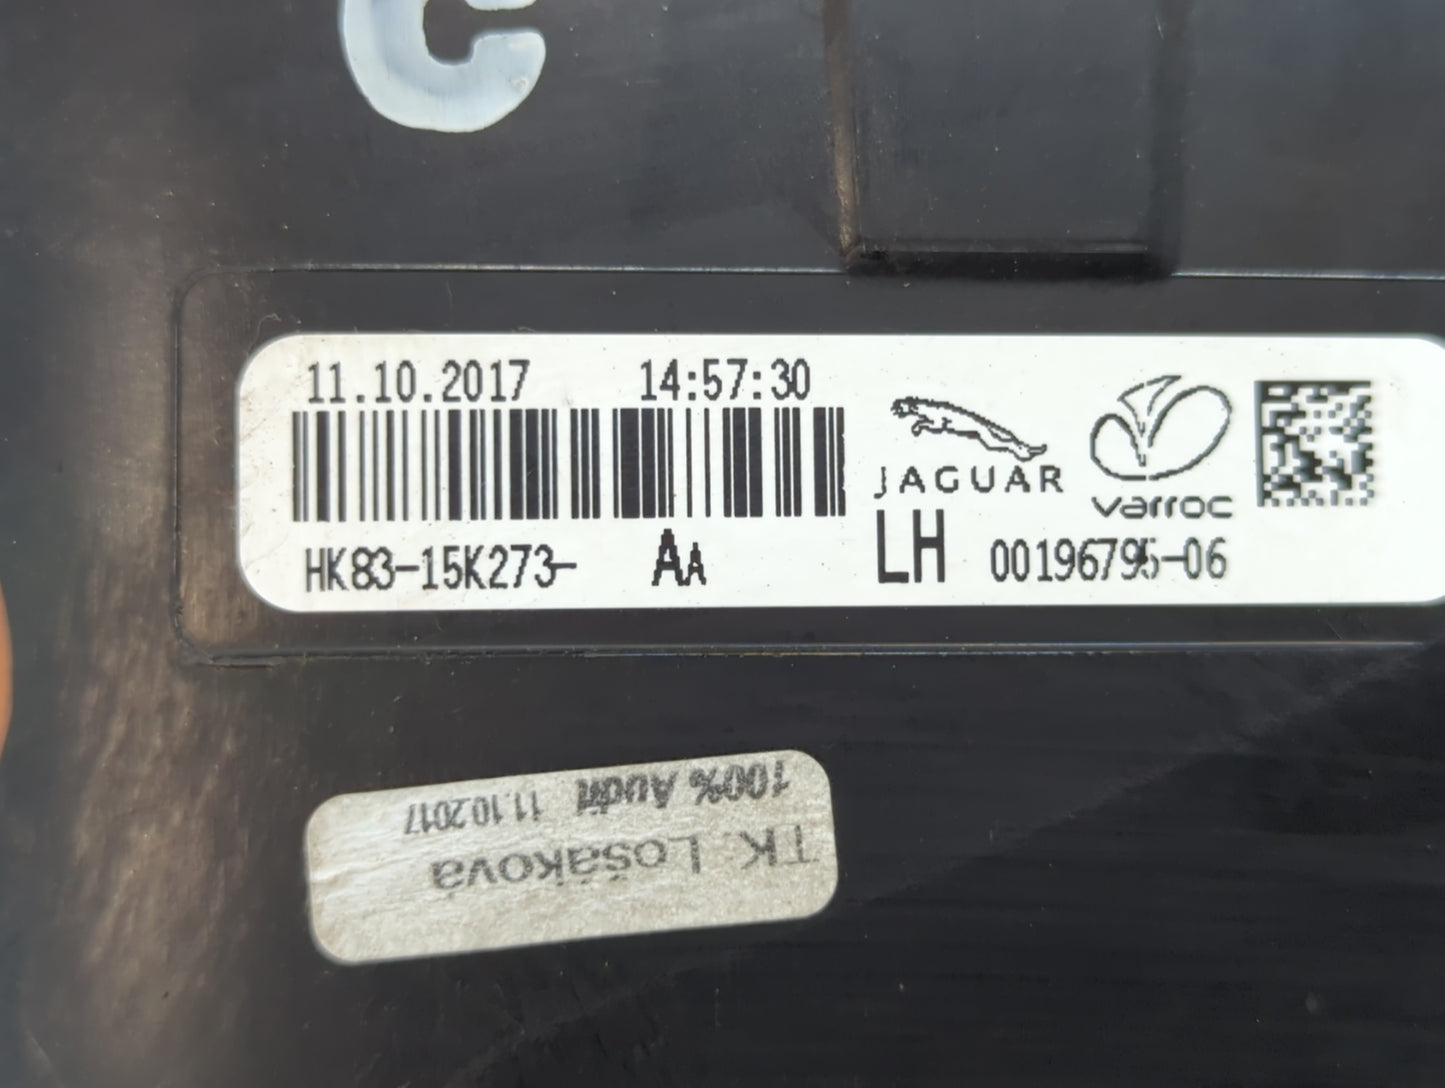 11.10.2017 14:57:30
JAGUAR
varroc
HK83-15K273- AA
LH 00196795-06
100% Audit 11.10.2017
TK. Lošáková